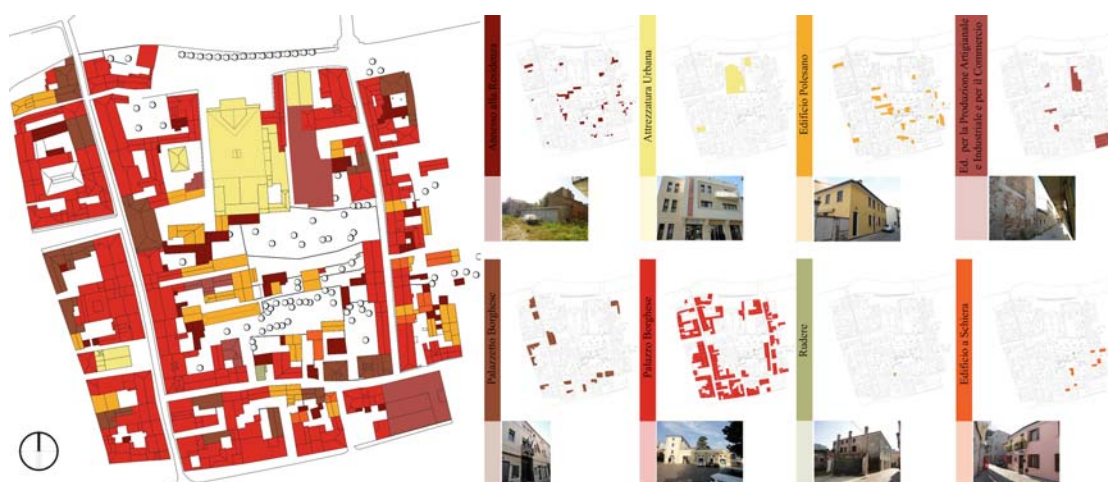 Annesso alla Residenza
Attrezzatura Urbana
Edificio Polesano
Ed. per la Produzione Artigianale
e Industriale e per il Commercio
Palazzetto Borghese
Palazzo Borghese
Rudere
Edificio a Schiera